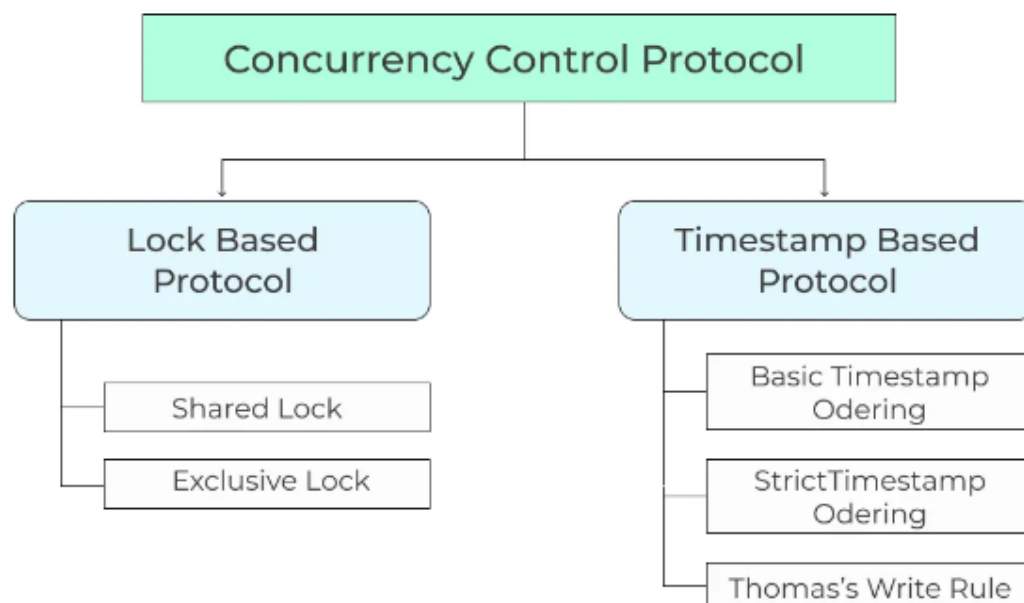 Concurrency Control Protocol
Lock Based
Protocol
Shared Lock
Exclusive Lock
Timestamp Based
Protocol
Basic Timestamp
Odering
StrictTimestamp
Odering
Thomas's Write Rule